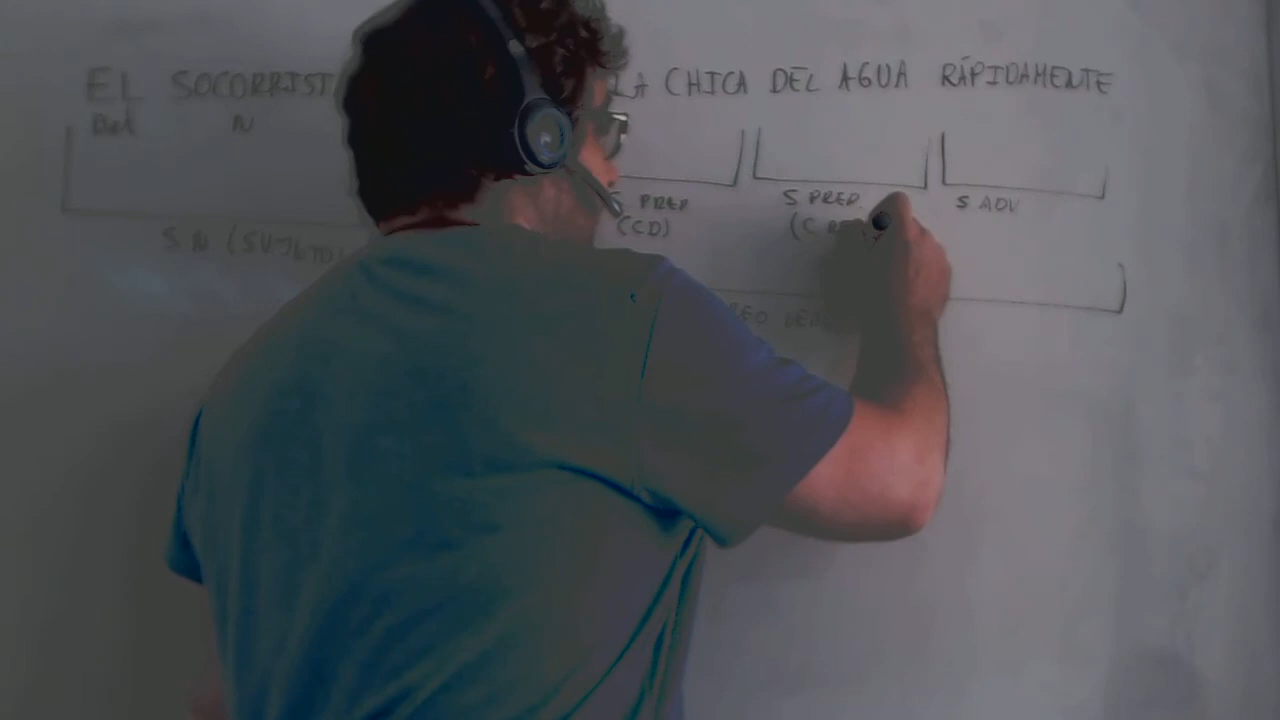 EL SOCORRIST LA CHICA DEL AGUA RÁPIDAMENTE
Det N
S PREP S PREP. S ADV
(CD) (C
S N (SUJETO)